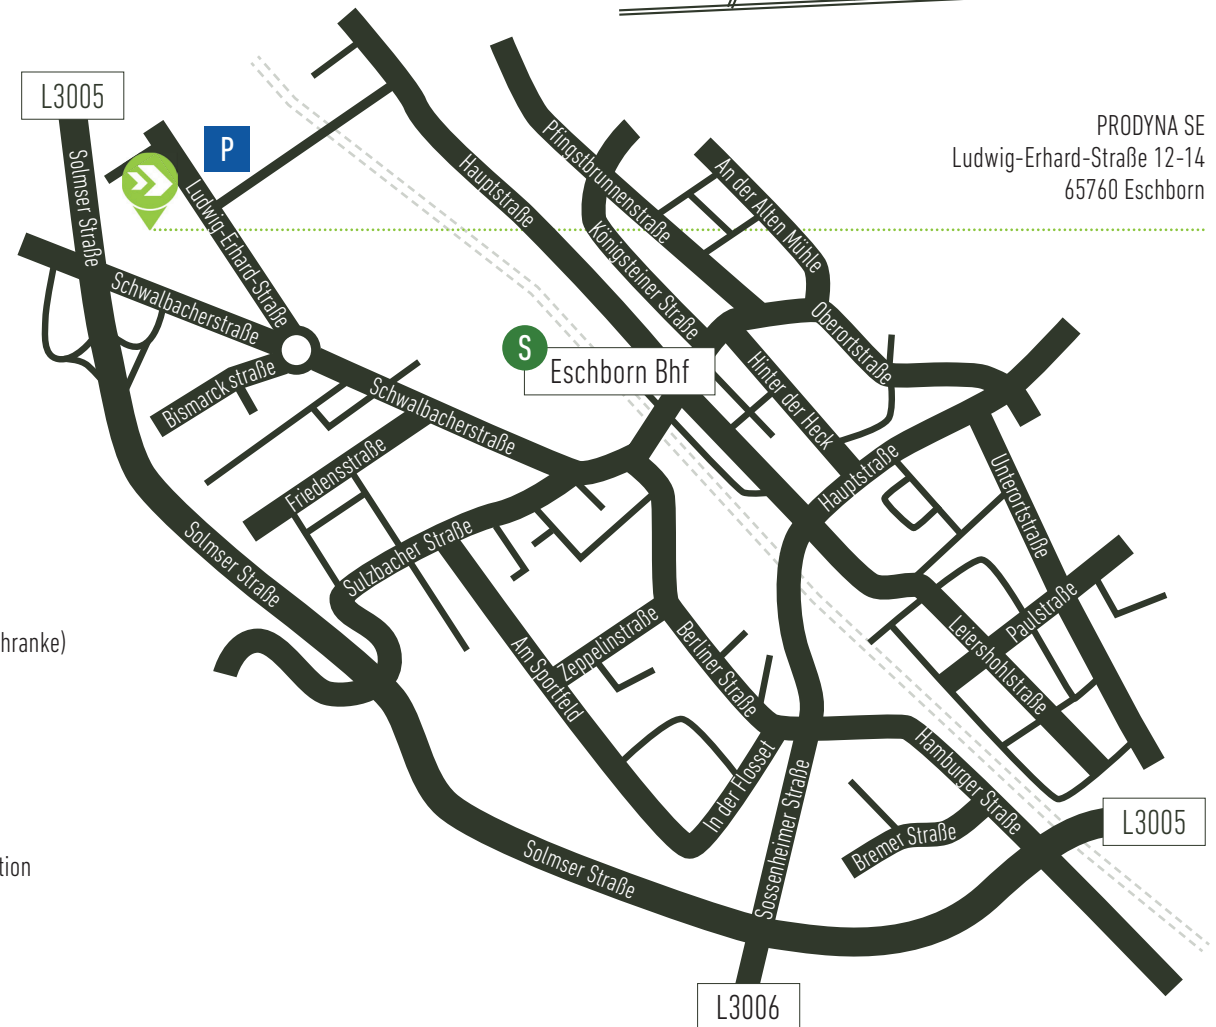 L3005
P
PRODYNA SE
Ludwig-Erhard-Straße 12-14
65760 Eschborn
Solmser Straße
Ludwig-Erhard-Straße
Hauptstraße
Pfingstbrunnenstraße
An der Alten Mühle
Königsteiner Straße
Schwalbacherstraße
Oberortstraße
S
Eschborn Bhf
Hinter der Heck
Bismarckstraße
Schwalbacherstraße
Friedensstraße
Hauptstraße
Unterortstraße
Sulzbacher Straße
Solmser Straße
Paulstraße
Leiershohlstraße
hranke)
Zeppelinstraße
Am Sportfeld
Berliner Straße
In der Flosset
Hamburger Straße
Sossenheimer Straße
Bremer Straße
L3005
Solmser Straße
tion
L3006